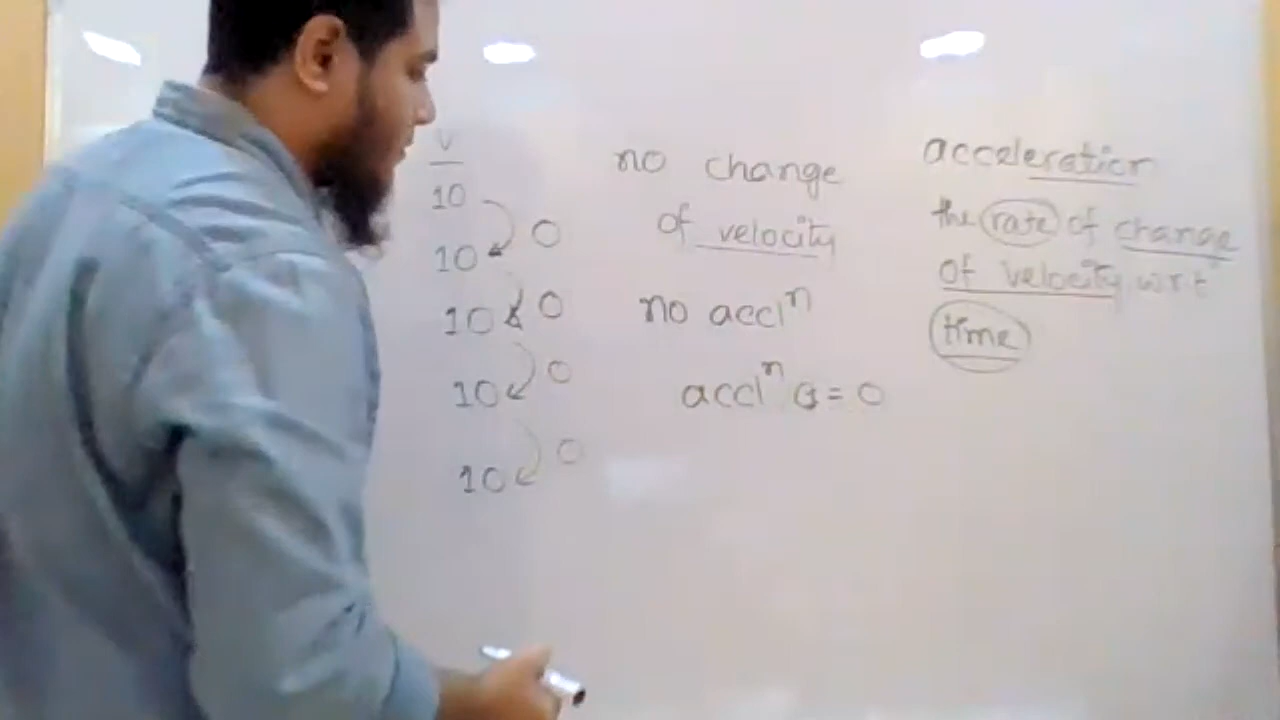 v
10
0
10
10 0
10 0
10 0
no change
of velocity
no accl^n
accl^n a = 0
acceleration
the rate of change
of velocity wrt
time